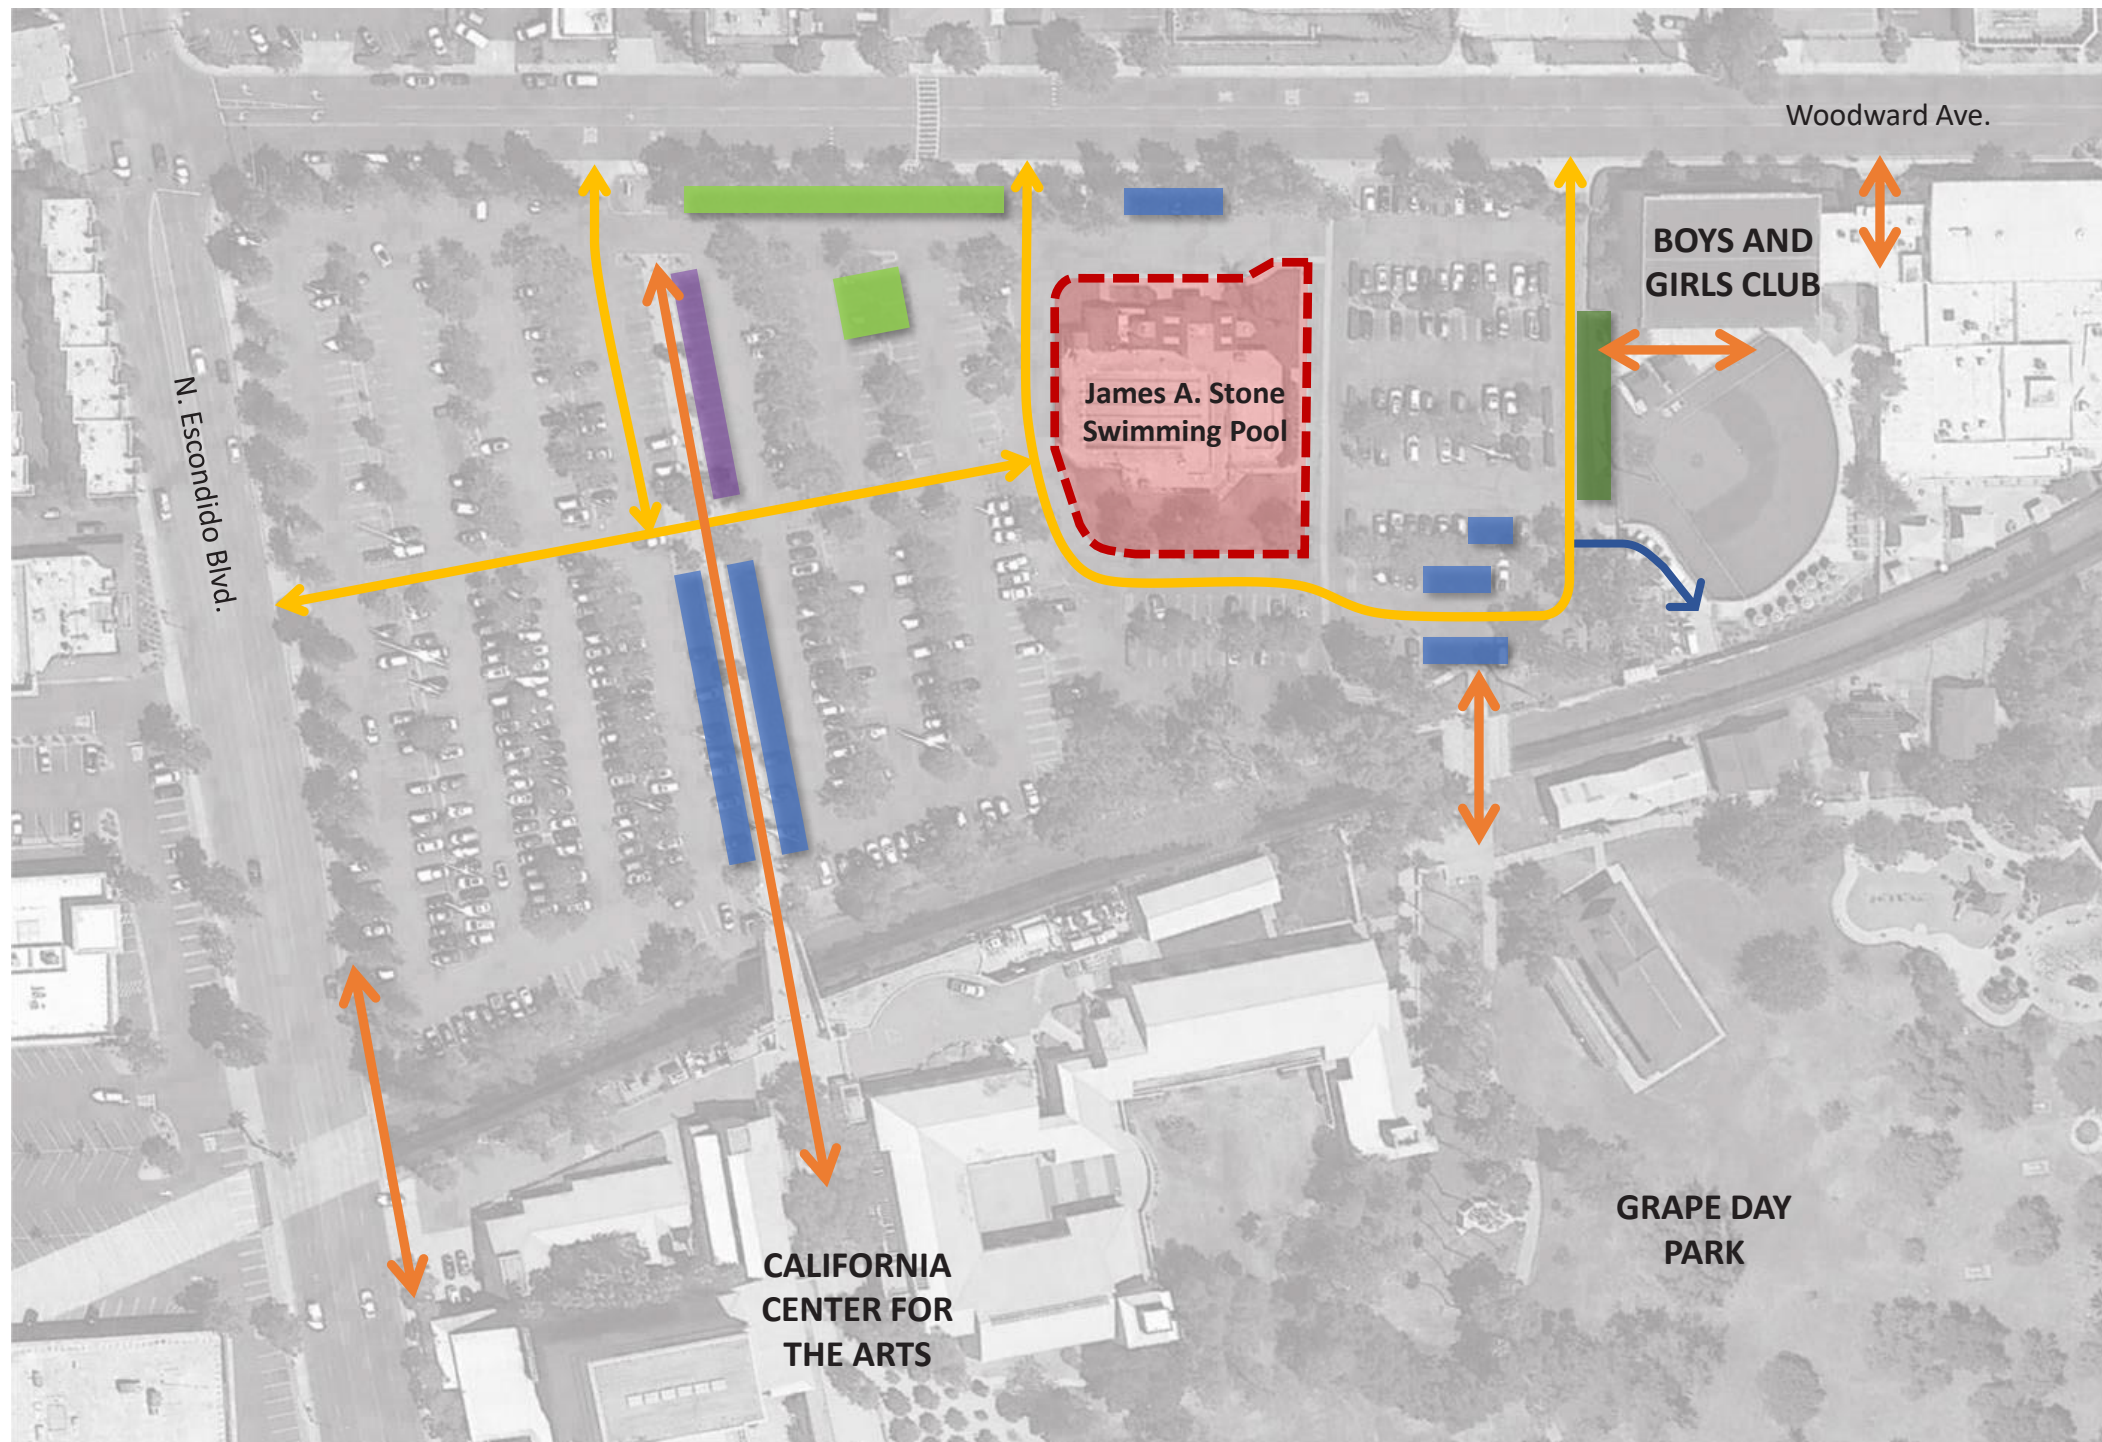 Woodward Ave.
BOYS AND
GIRLS CLUB
James A. Stone
Swimming Pool
N. Escondido Blvd.
GRAPE DAY
PARK
CALIFORNIA
CENTER FOR
THE ARTS